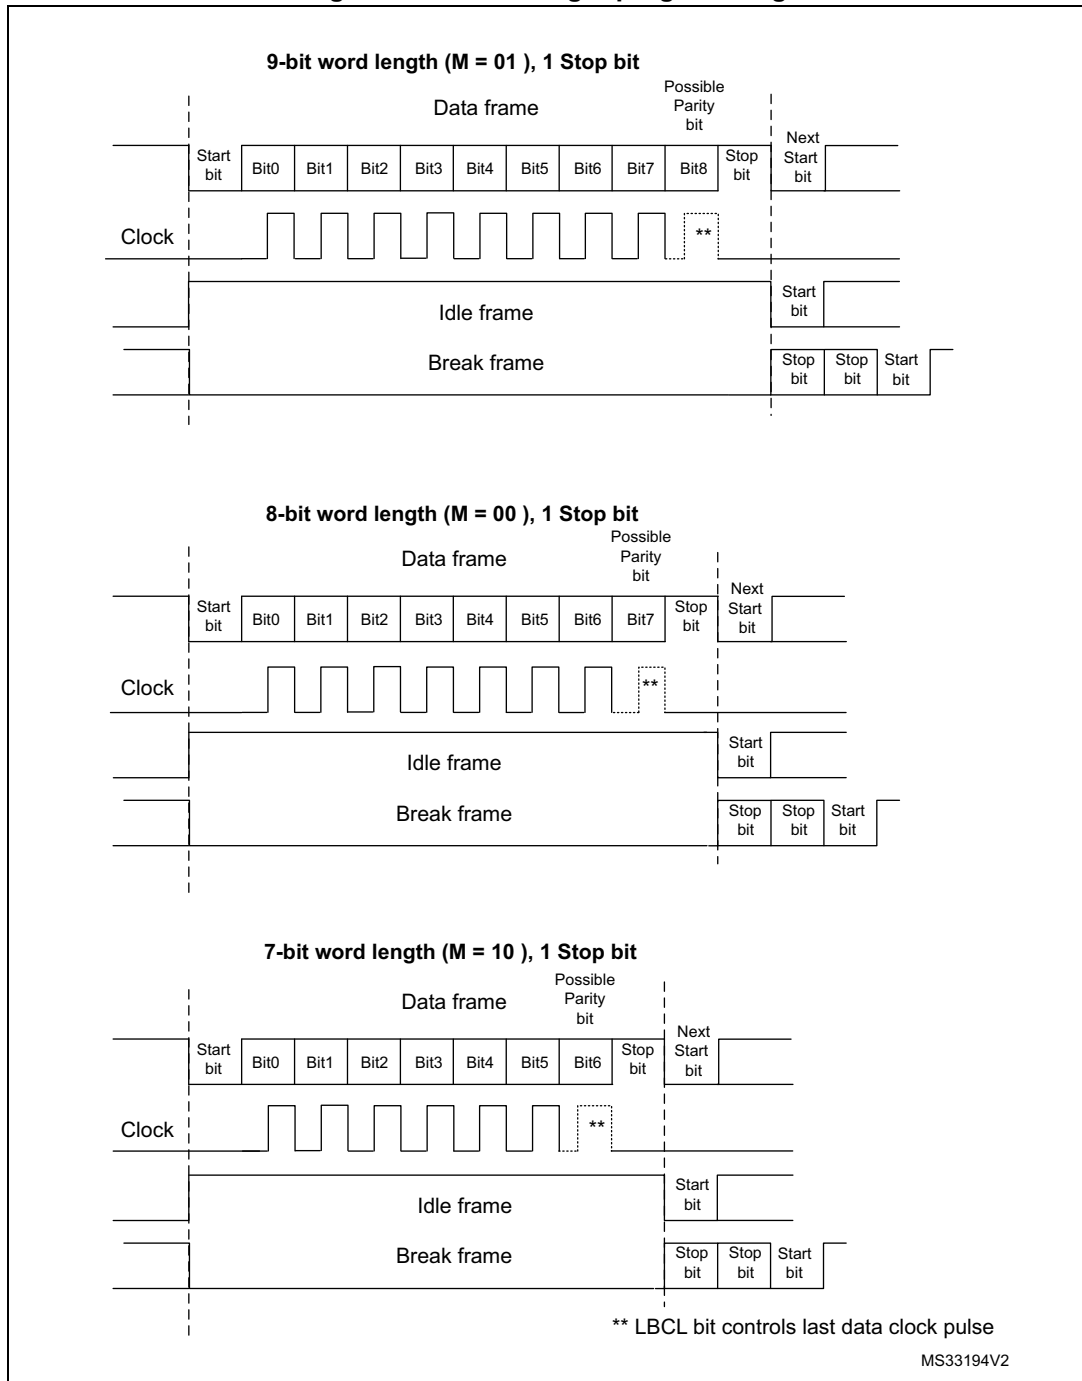 9-bit word length (M = 01 ), 1 Stop bit
Data frame
Possible Parity bit
Start bit Bit0 Bit1 Bit2 Bit3 Bit4 Bit5 Bit6 Bit7 Bit8 Stop bit Next Start bit
Clock **
Idle frame Start bit
Break frame Stop bit Stop bit Start bit
8-bit word length (M = 00 ), 1 Stop bit
Data frame
Possible Parity bit
Start bit Bit0 Bit1 Bit2 Bit3 Bit4 Bit5 Bit6 Bit7 Stop bit Next Start bit
Clock **
Idle frame Start bit
Break frame Stop bit Stop bit Start bit
7-bit word length (M = 10 ), 1 Stop bit
Data frame
Possible Parity bit
Start bit Bit0 Bit1 Bit2 Bit3 Bit4 Bit5 Bit6 Stop bit Next Start bit
Clock **
Idle frame Start bit
Break frame Stop bit Stop bit Start bit
** LBCL bit controls last data clock pulse
MS33194V2